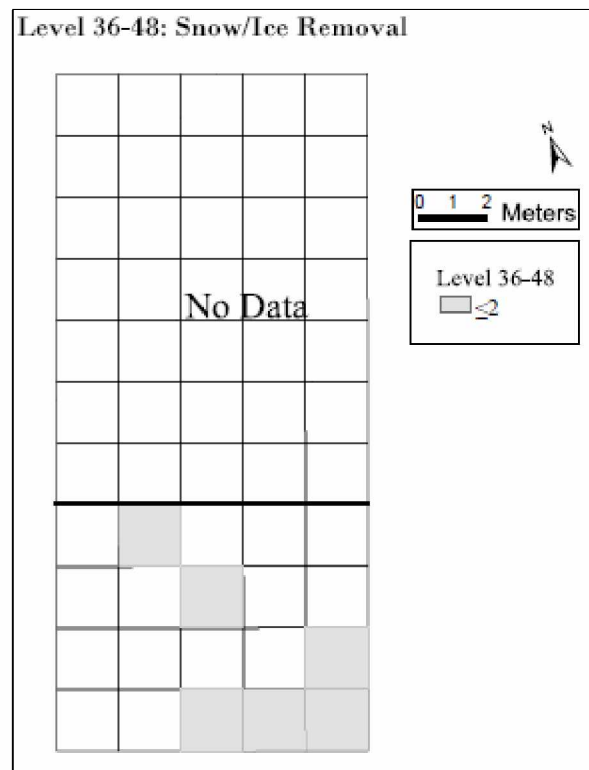 Level 36-48: Snow/Ice Removal
N
0 1 2 Meters
No Data
Level 36-48
≤2